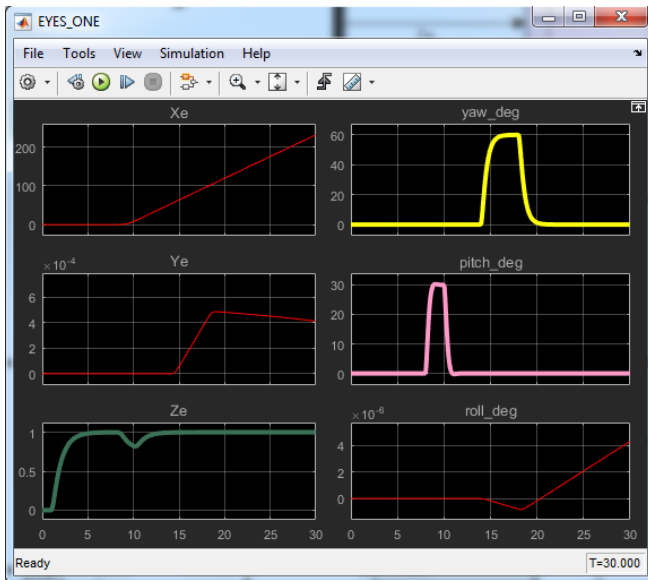 EYES_ONE
File Tools View Simulation Help
Xe
200
100
0
yaw_deg
60
40
20
0
×10⁻⁴
Ye
6
4
2
0
pitch_deg
30
20
10
0
Ze
1
0.5
0
0 5 10 15 20 25 30
×10⁻⁶
roll_deg
4
2
0
0 5 10 15 20 25 30
Ready T=30.000